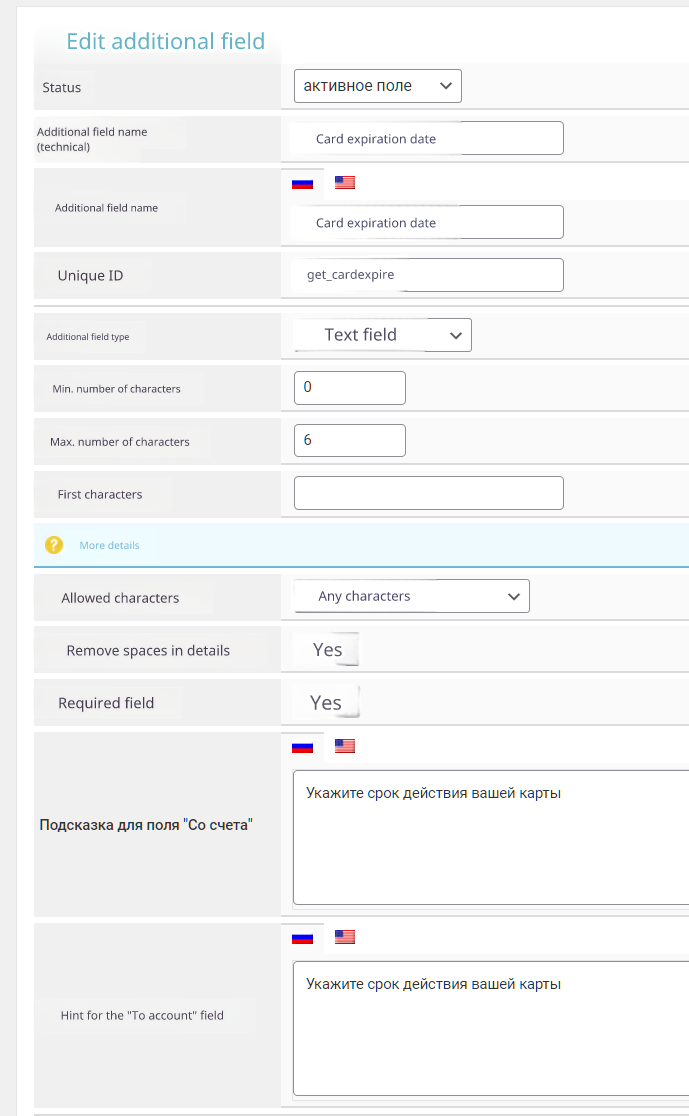 Edit additional field
Status
активное поле
Additional field name
(technical)
Card expiration date
Additional field name
Card expiration date
Unique ID
get_cardexpire
Additional field type
Text field
Min. number of characters
0
Max. number of characters
6
First characters
?
More details
Allowed characters
Any characters
Remove spaces in details
Yes
Required field
Yes
Подсказка для поля "Со счета"
Укажите срок действия вашей карты
Hint for the "To account" field
Укажите срок действия вашей карты